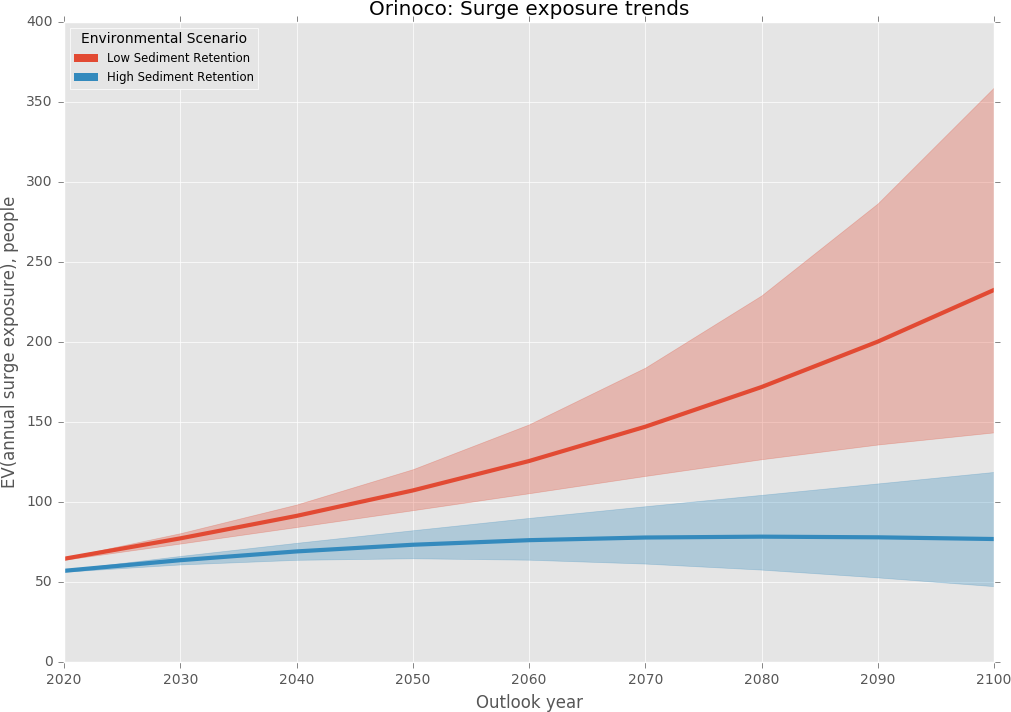 Orinoco: Surge exposure trends
Environmental Scenario
Low Sediment Retention
High Sediment Retention
EV(annual surge exposure), people
400
350
300
250
200
150
100
50
0
2020 2030 2040 2050 2060 2070 2080 2090 2100
Outlook year